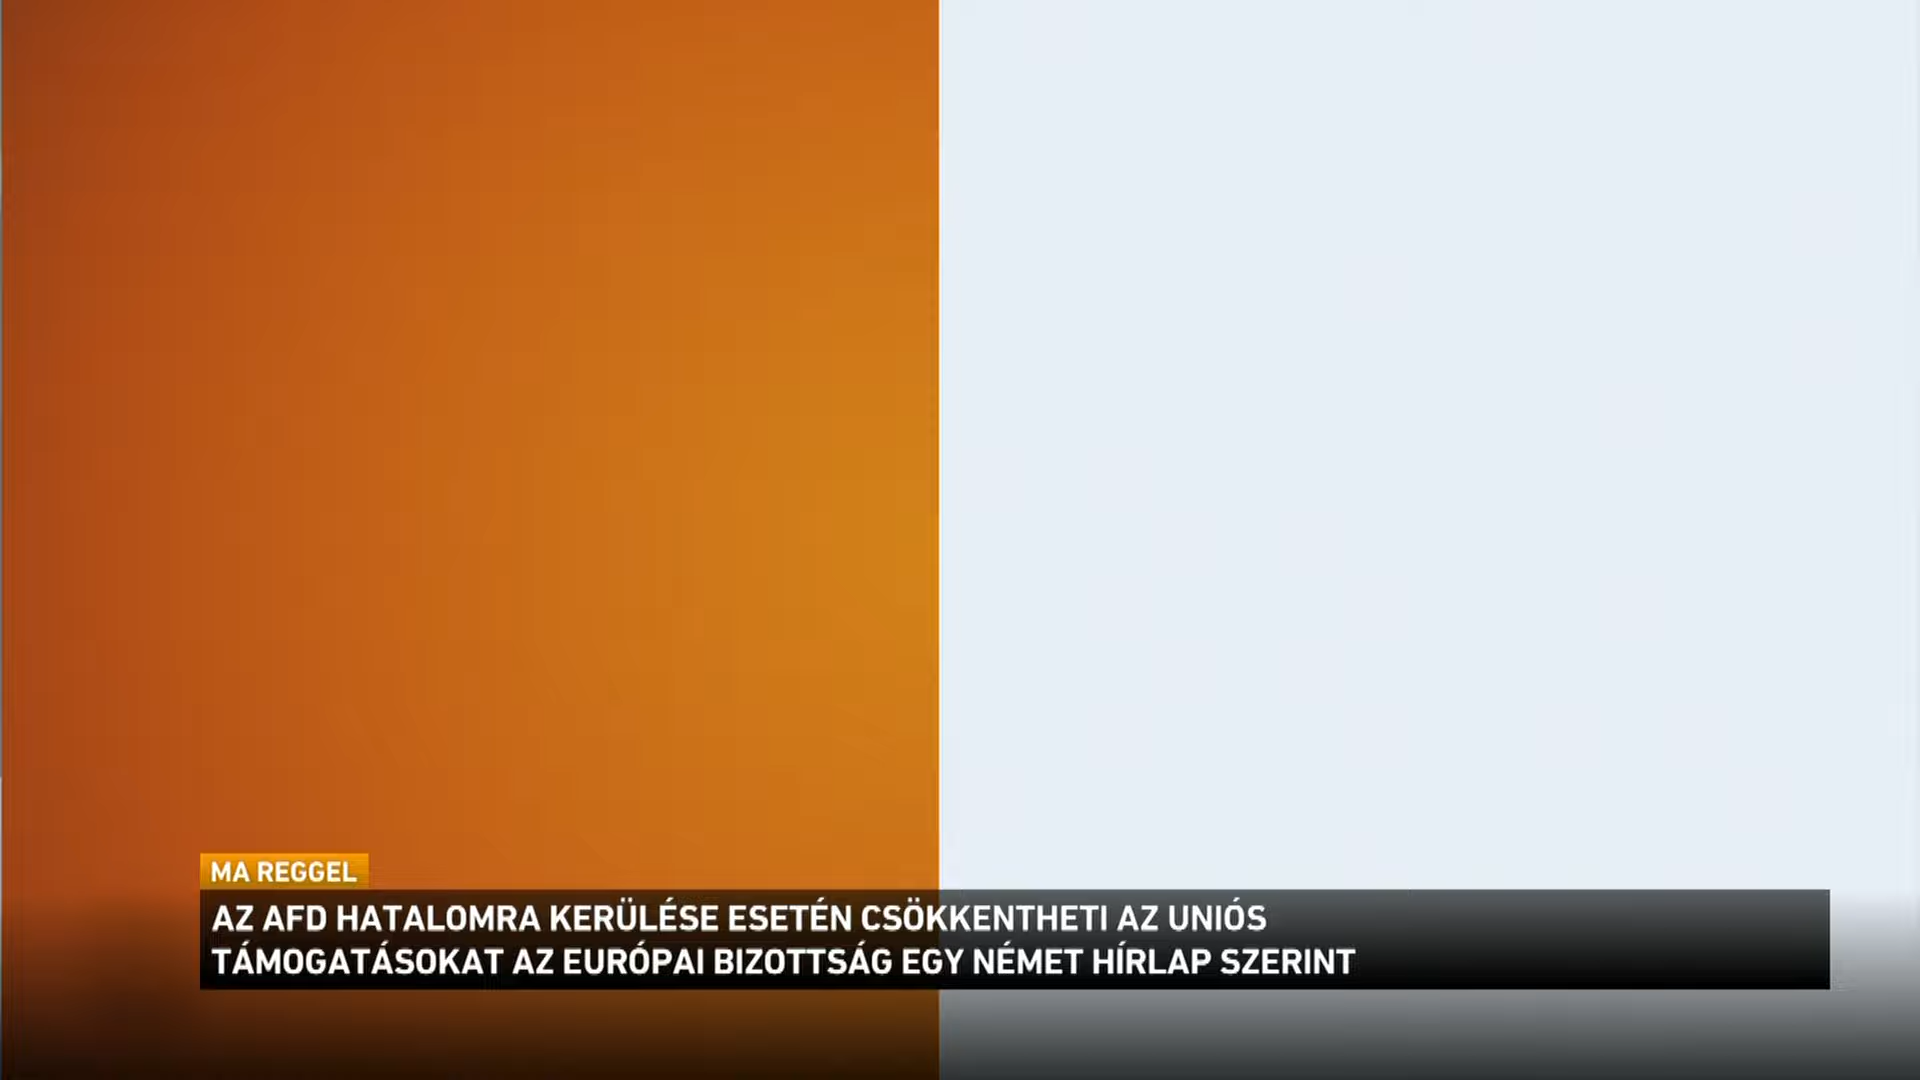 MA REGGEL
AZ AFD HATALOMRA KERÜLÉSE ESETÉN CSÖKKENTHETI AZ UNIÓS
TÁMOGATÁSOKAT AZ EURÓPAI BIZOTTSÁG EGY NÉMET HÍRLAP SZERINT